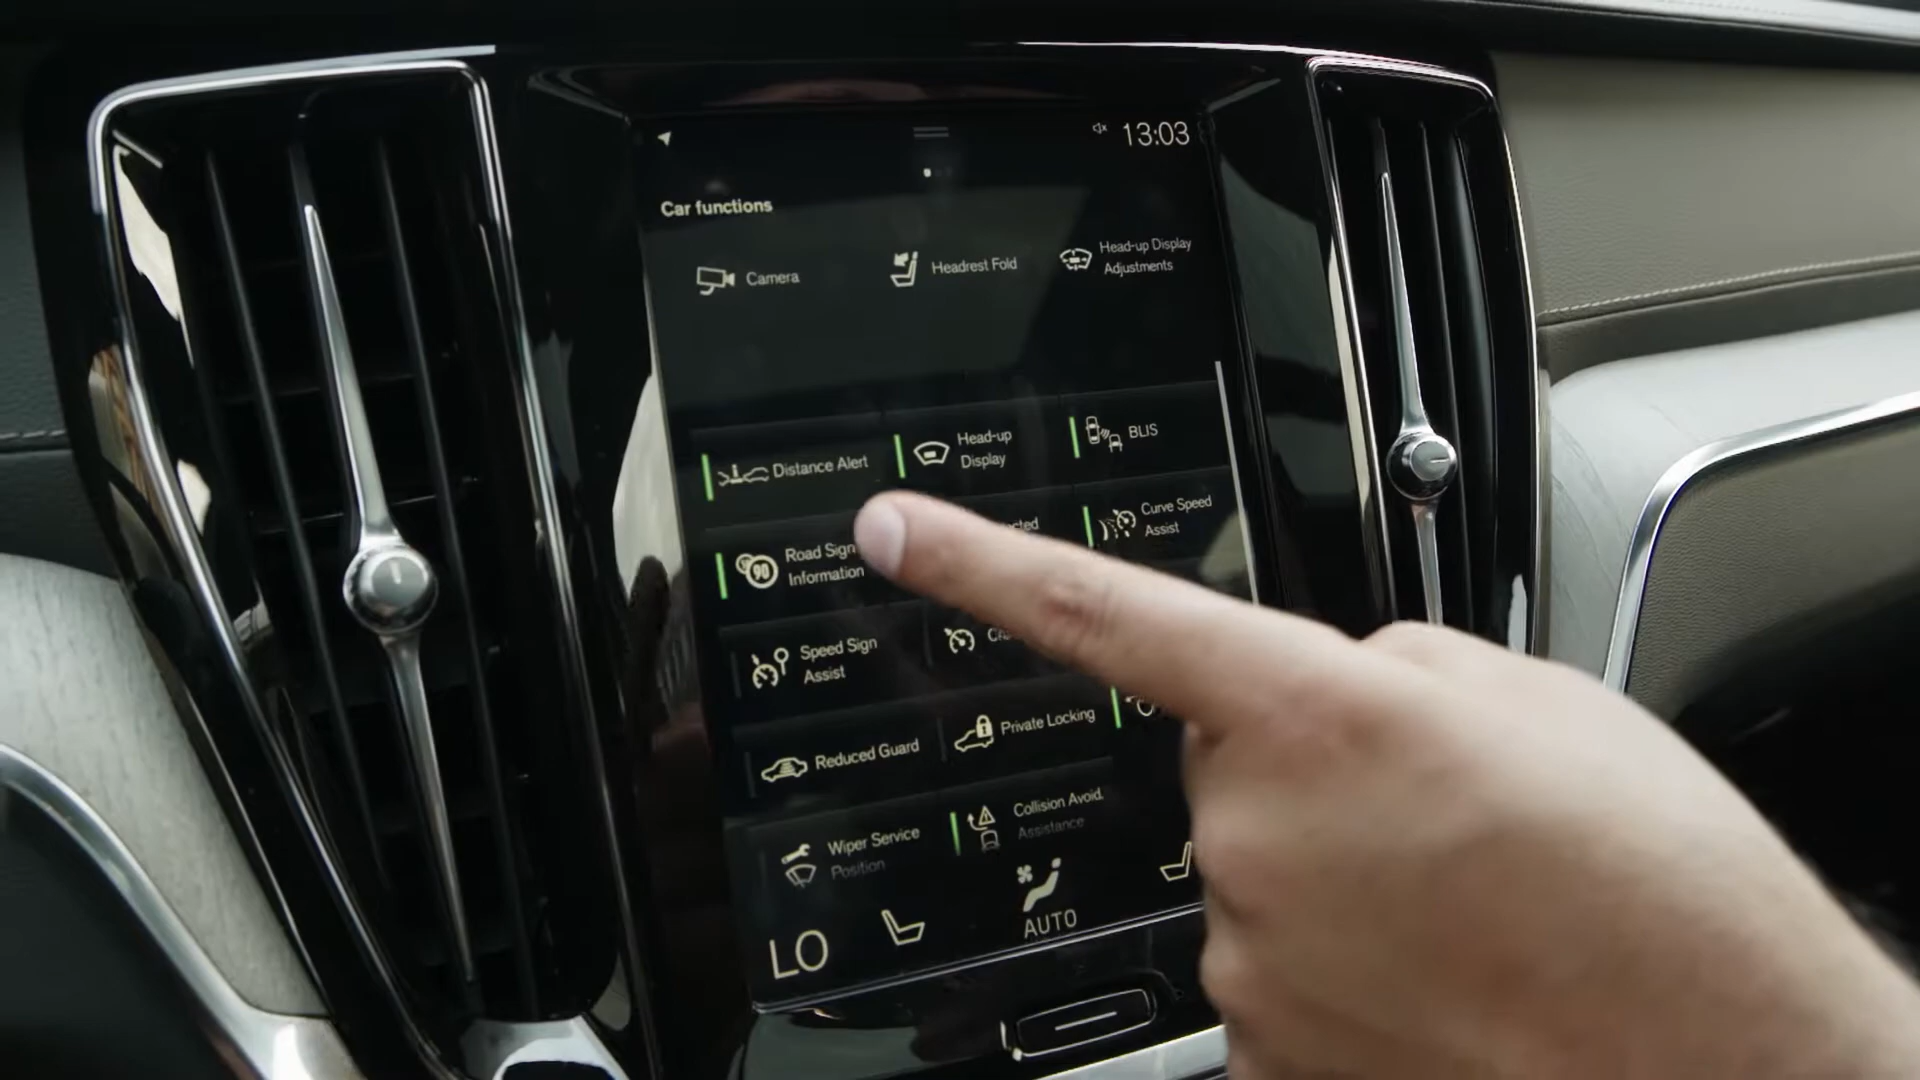 13:03
Car functions
Camera
Headrest Fold
Head-up Display
Adjustments
Distance Alert
Head-up
Display
BLIS
90
Road Sign
Information
Curve Speed
Assist
Speed Sign
Assist
Reduced Guard
Private Locking
Wiper Service
Position
Collision Avoid.
Assistance
LO
AUTO